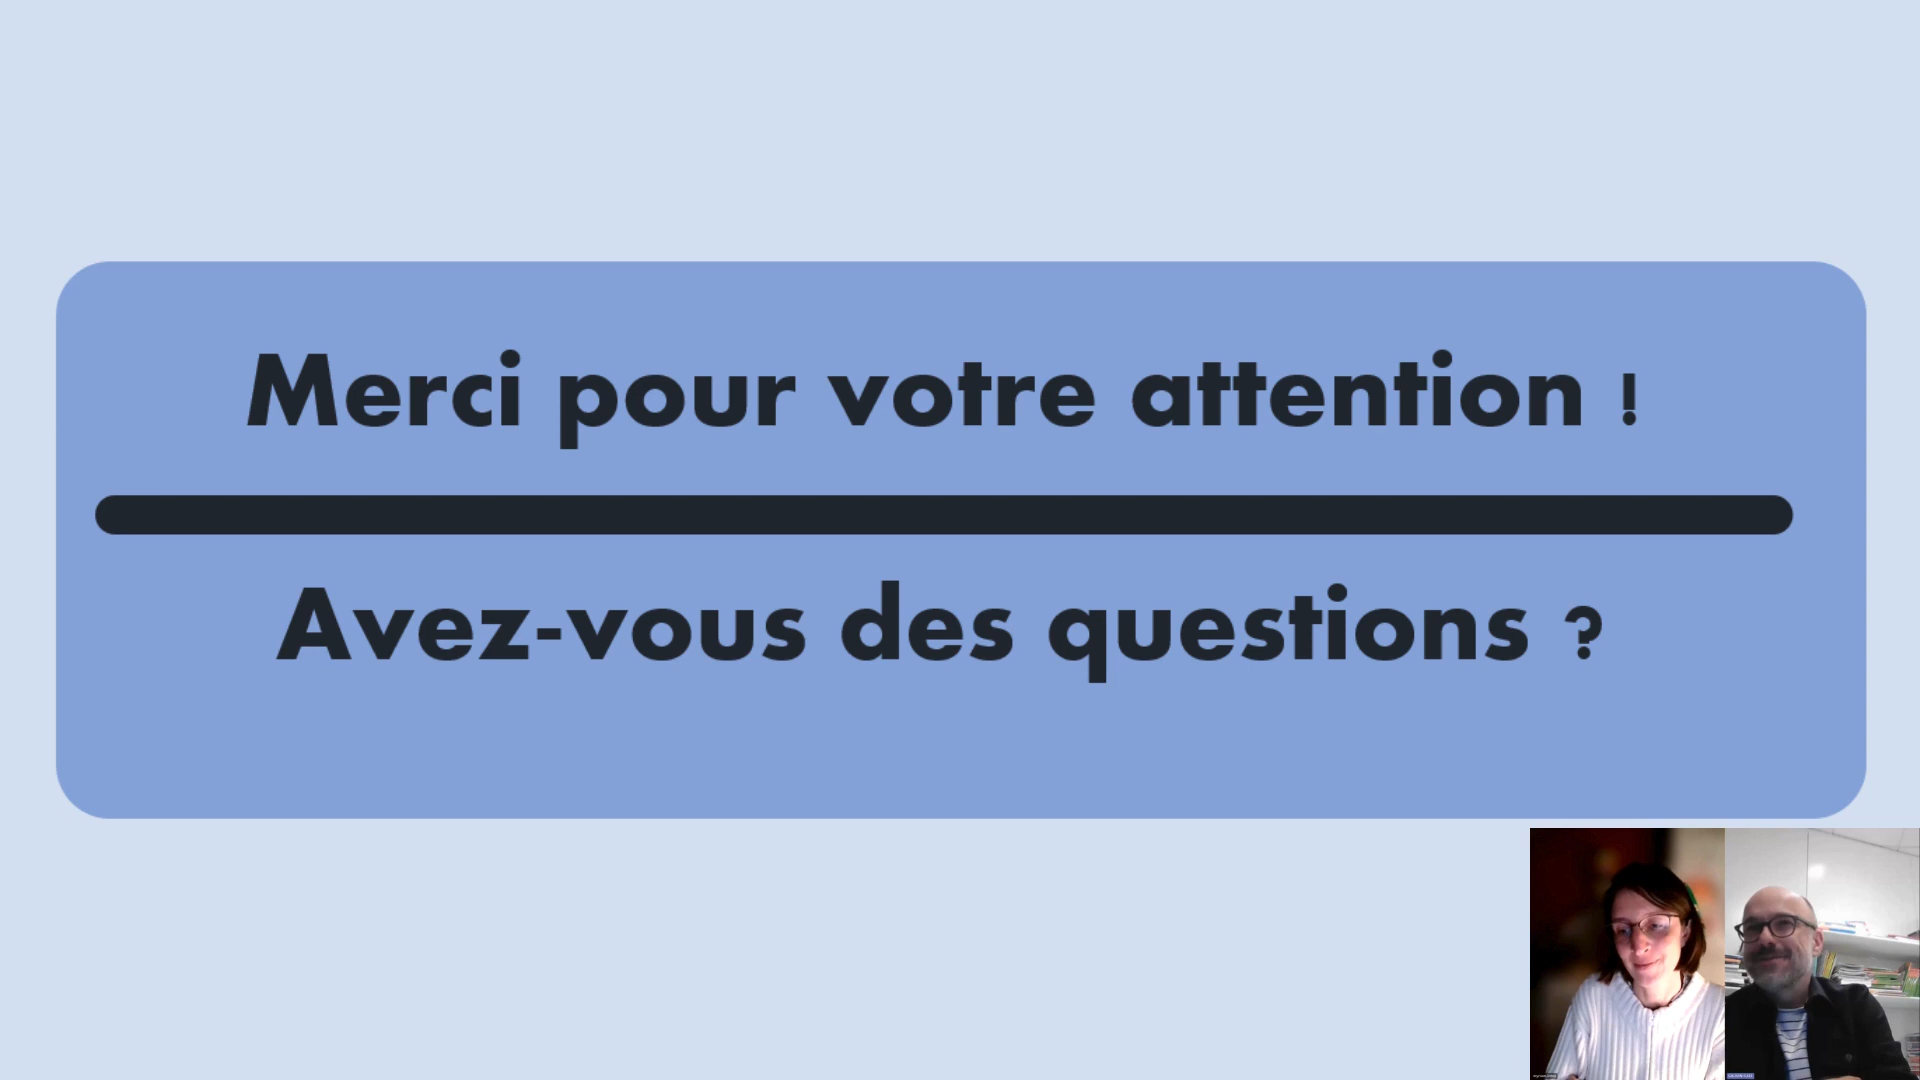 Merci pour votre attention !
Avez-vous des questions ?